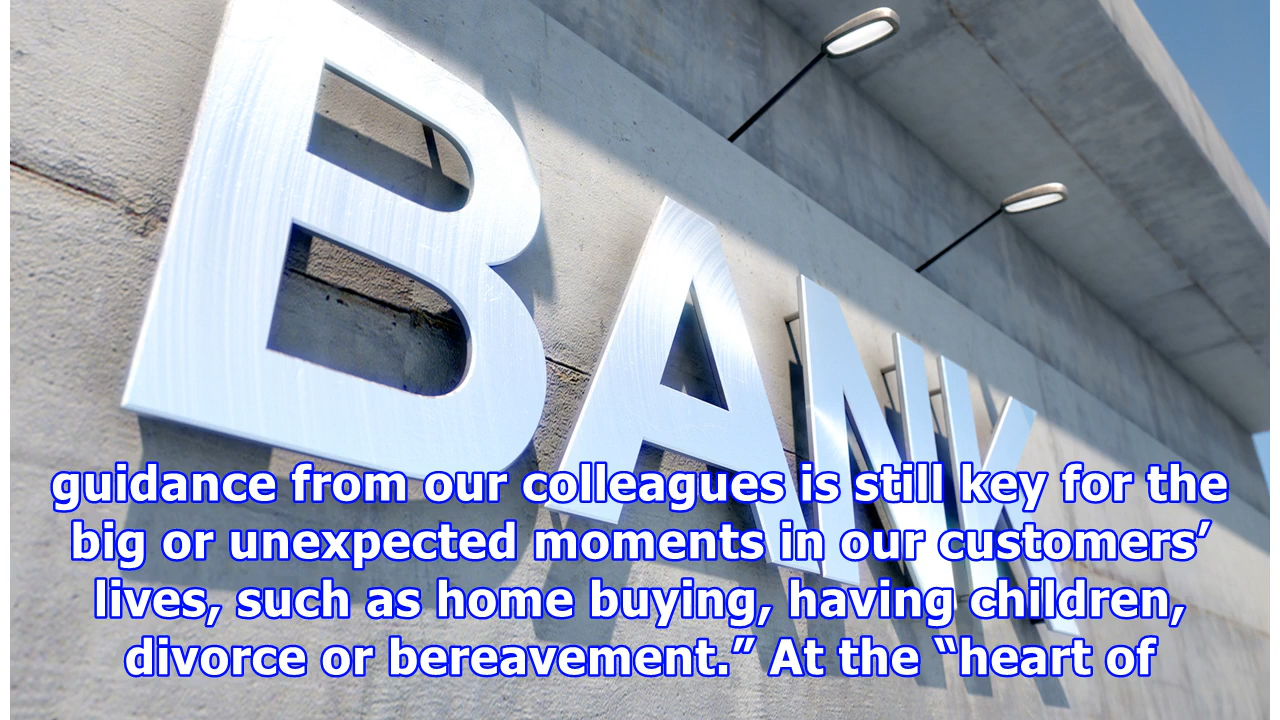 BANK
guidance from our colleagues is still key for the
big or unexpected moments in our customers’
lives, such as home buying, having children,
divorce or bereavement.” At the “heart of